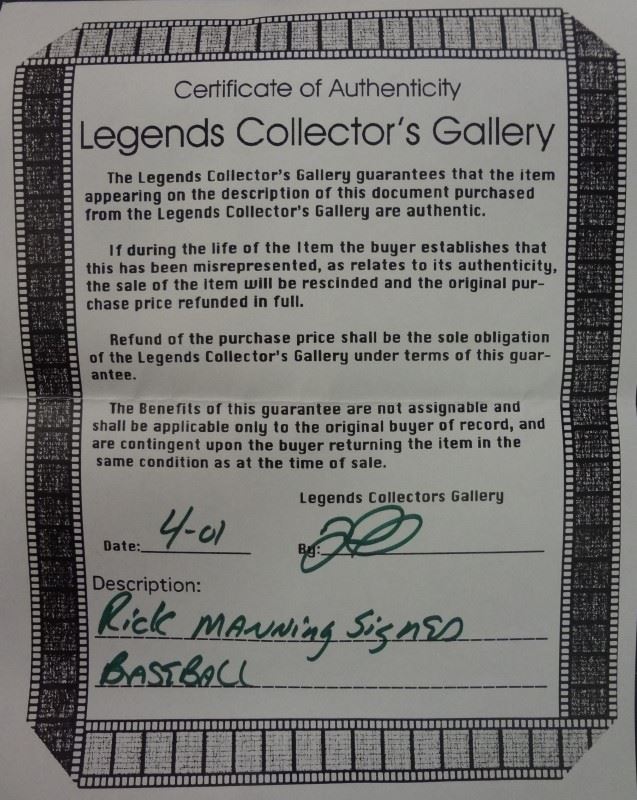 Certificate of Authenticity
Legends Collector's Gallery
The Legends Collector's Gallery guarantees that the item
appearing on the description of this document purchased
from the Legends Collector's Gallery are authentic.
If during the life of the Item the buyer establishes that
this has been misrepresented, as relates to its authenticity,
the sale of the item will be rescinded and the original pur-
chase price refunded in full.
Refund of the purchase price shall be the sole obligation
of the Legends Collector's Gallery under terms of this guar-
antee.
The Benefits of this guarantee are not assignable and
shall be applicable only to the original buyer of record, and
are contingent upon the buyer returning the item in the
same condition as at the time of sale.
Legends Collectors Gallery
Date: 4-01 By:
Description:
Rick MANNing SigNED
BASEBALL